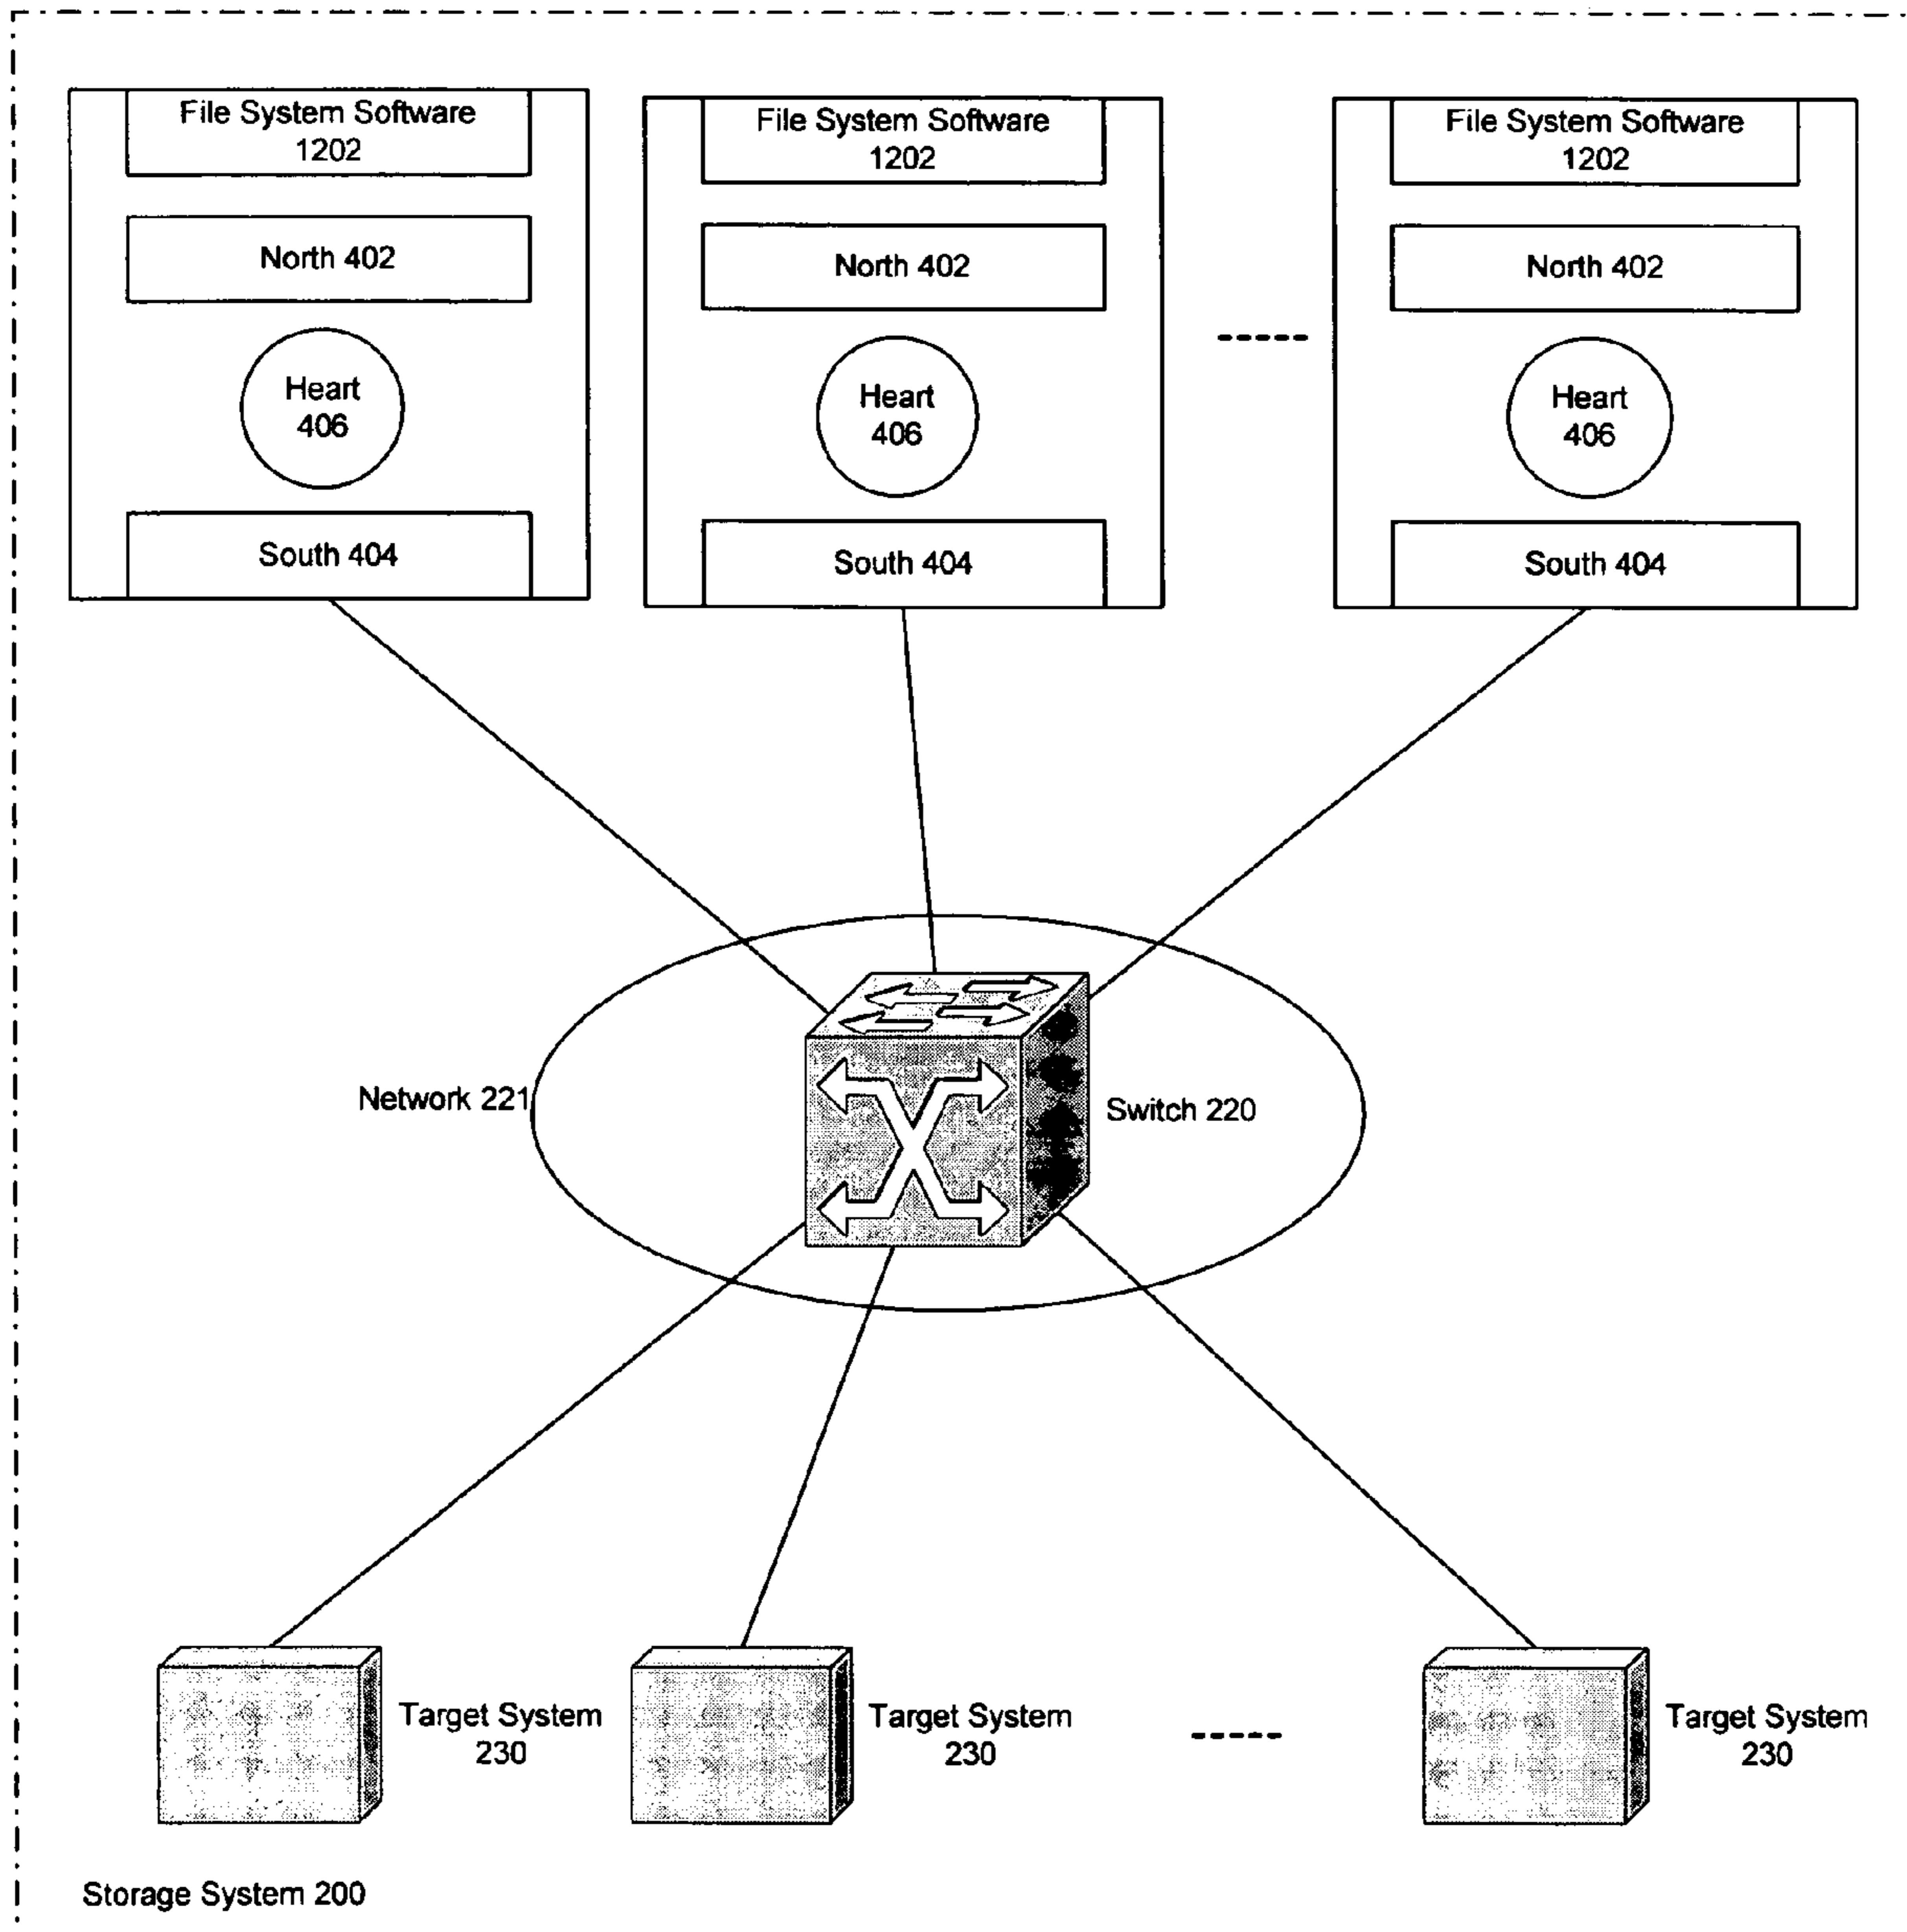 File System Software
1202
File System Software
1202
File System Software
1202
North 402
North 402
North 402
Heart
406
Heart
406
Heart
406
South 404
South 404
South 404
Network 221
Switch 220
Target System
230
Target System
230
Target System
230
Storage System 200